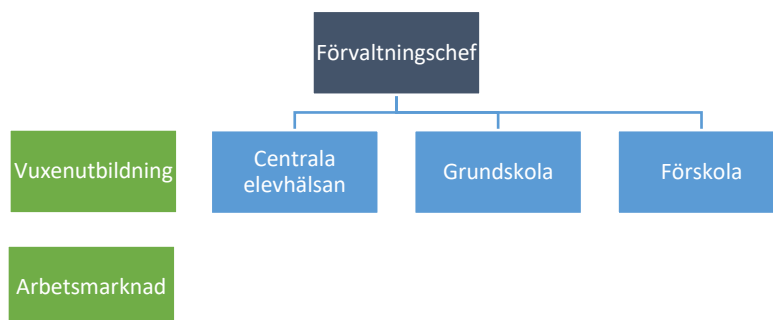 Förvaltningschef
Vuxenutbildning
Centrala
elevhälsan
Grundskola
Förskola
Arbetsmarknad